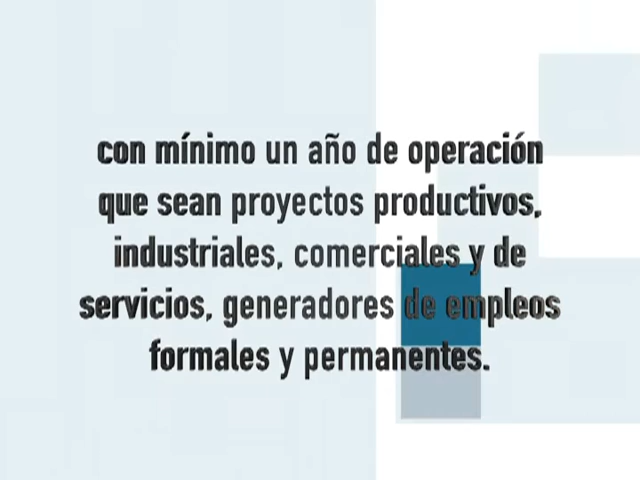 con mínimo un año de operación
que sean proyectos productivos,
industriales, comerciales y de
servicios, generadores de empleos
formales y permanentes.